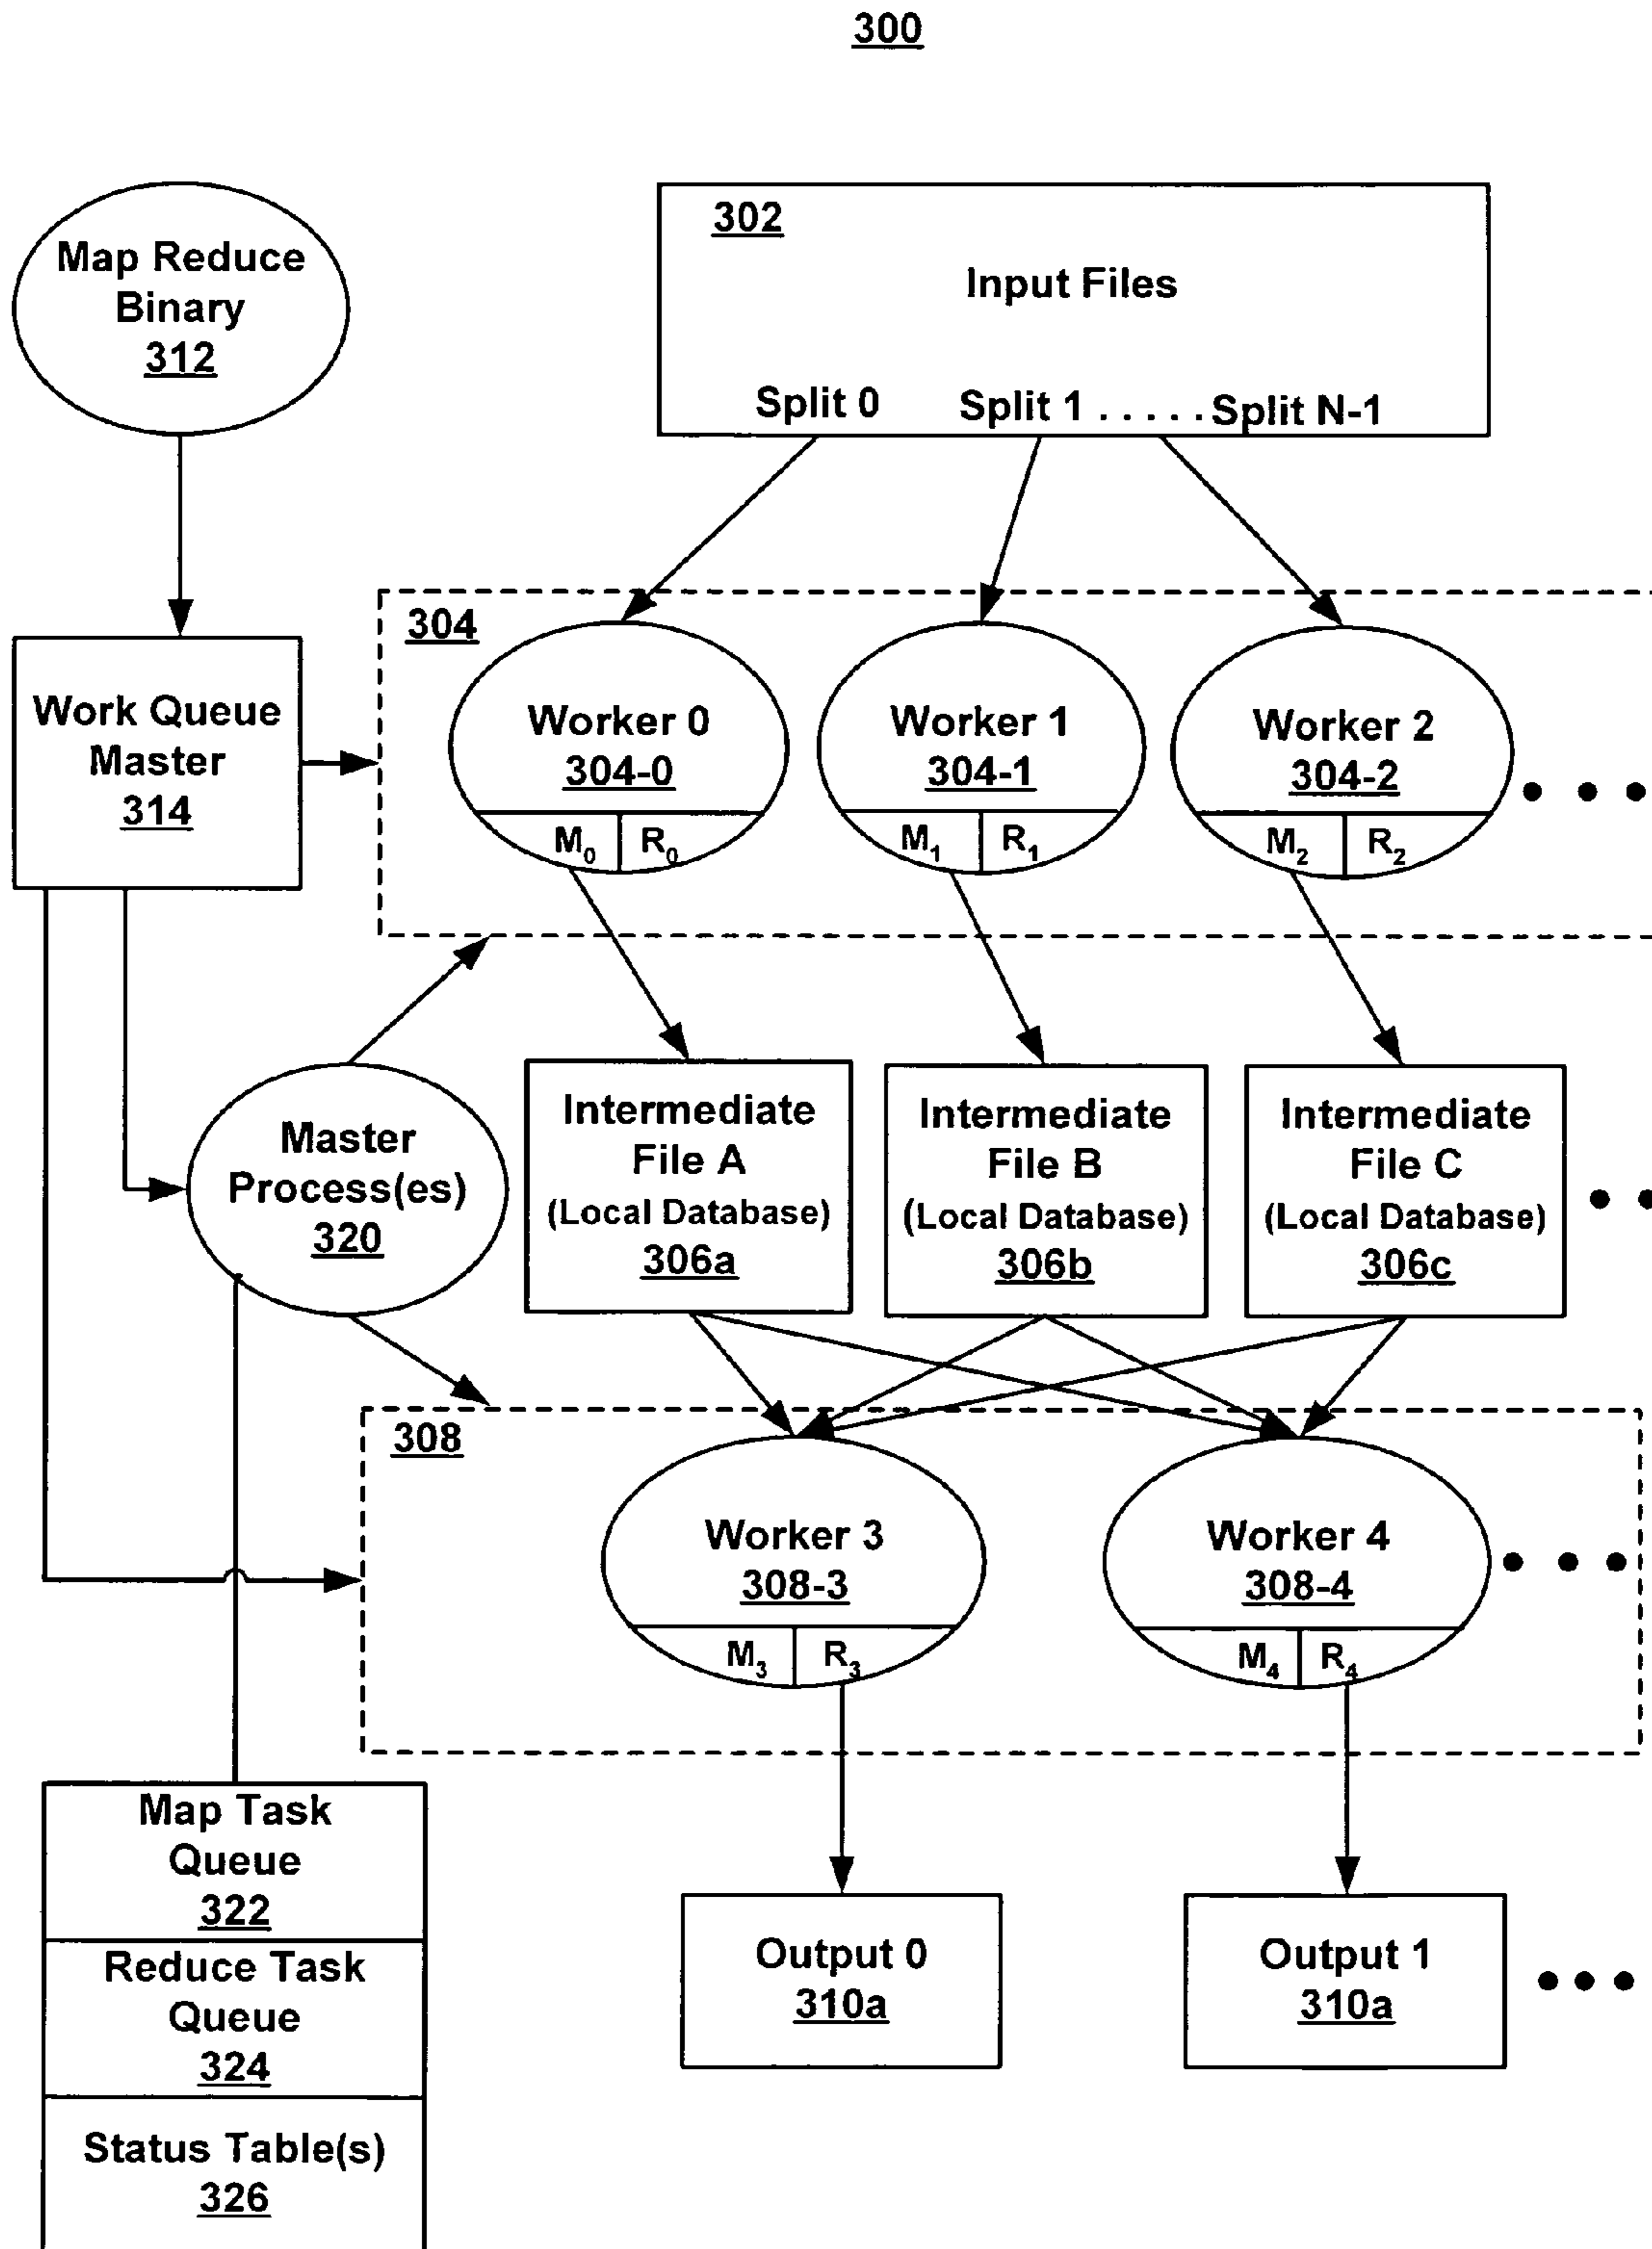 300
Map Reduce
Binary
312
302
Input Files
Split 0 Split 1 . . . . . Split N-1
304
Work Queue
Master
314
Worker 0
304-0
M0 R0
Worker 1
304-1
M1 R1
Worker 2
304-2
M2 R2
Master
Process(es)
320
Intermediate
File A
(Local Database)
306a
Intermediate
File B
(Local Database)
306b
Intermediate
File C
(Local Database)
306c
308
Worker 3
308-3
M3 R3
Worker 4
308-4
M4 R4
Map Task
Queue
322
Reduce Task
Queue
324
Status Table(s)
326
Output 0
310a
Output 1
310a